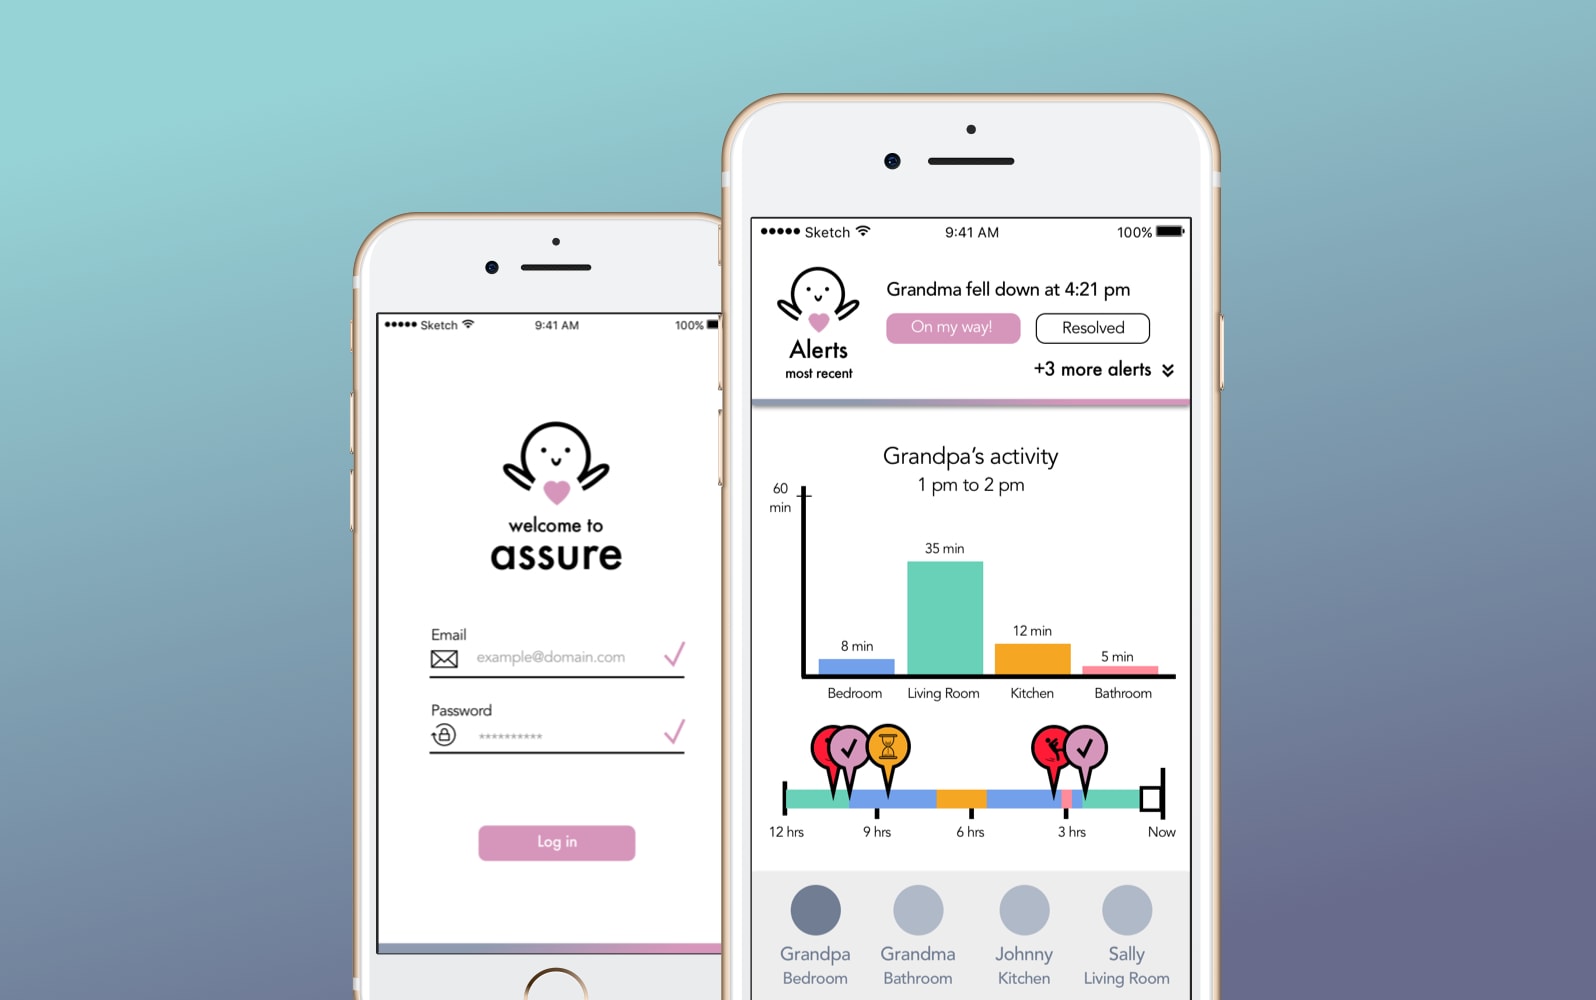 Sketch
9:41 AM
100%
welcome to
assure
Email
example@domain.com
Password
**********
Log in
Sketch
9:41 AM
100%
Grandma fell down at 4:21 pm
On my way!
Resolved
Alerts
most recent
+3 more alerts
Grandpa's activity
1 pm to 2 pm
60
min
8 min
35 min
12 min
5 min
Bedroom
Living Room
Kitchen
Bathroom
12 hrs
9 hrs
6 hrs
3 hrs
Now
Grandpa
Bedroom
Grandma
Bathroom
Johnny
Kitchen
Sally
Living Room